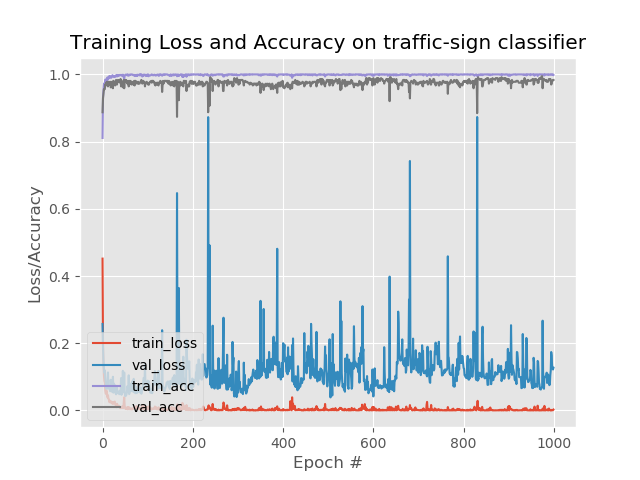 Training Loss and Accuracy on traffic-sign classifier
1.0
0.8
0.6
0.4
0.2
0.0
Loss/Accuracy
train_loss
val_loss
train_acc
val_acc
0 200 400 600 800 1000
Epoch #